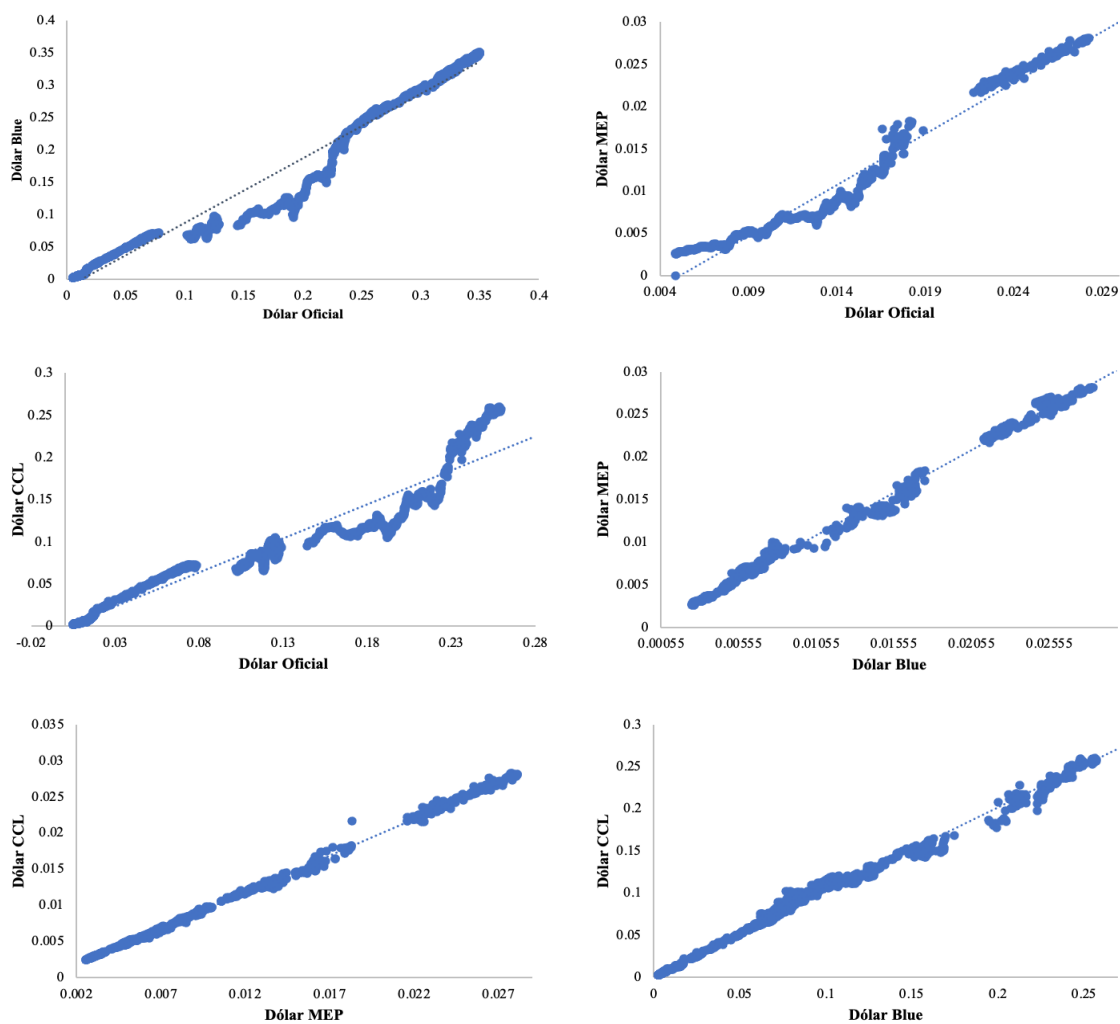 0.4
0.35
0.3
0.25
0.2
0.15
0.1
0.05
0
Dólar Blue
0 0.05 0.1 0.15 0.2 0.25 0.3 0.35 0.4
Dólar Oficial
0.03
0.025
0.02
0.015
0.01
0.005
0
Dólar MEP
0.004 0.009 0.014 0.019 0.024 0.029
Dólar Oficial
0.3
0.25
0.2
0.15
0.1
0.05
0
Dólar CCL
-0.02 0.03 0.08 0.13 0.18 0.23 0.28
Dólar Oficial
0.03
0.025
0.02
0.015
0.01
0.005
0
Dólar MEP
0.00055 0.00555 0.01055 0.01555 0.02055 0.02555
Dólar Blue
0.035
0.03
0.025
0.02
0.015
0.01
0.005
0
Dólar CCL
0.002 0.007 0.012 0.017 0.022 0.027
Dólar MEP
0.3
0.25
0.2
0.15
0.1
0.05
0
Dólar CCL
0 0.05 0.1 0.15 0.2 0.25
Dólar Blue